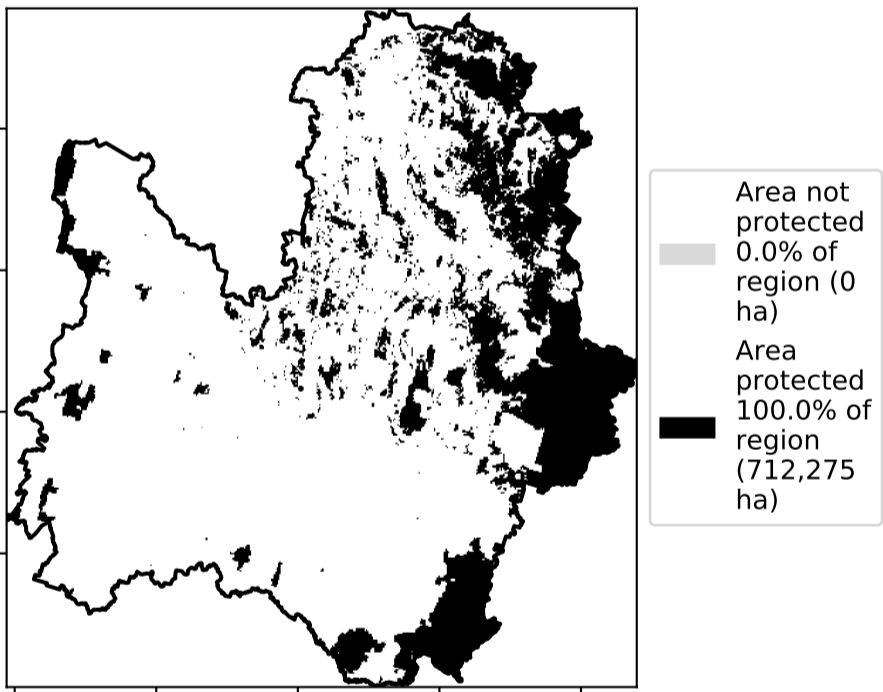 Area not
protected
0.0% of
region (0
ha)
Area
protected
100.0% of
region
(712,275
ha)